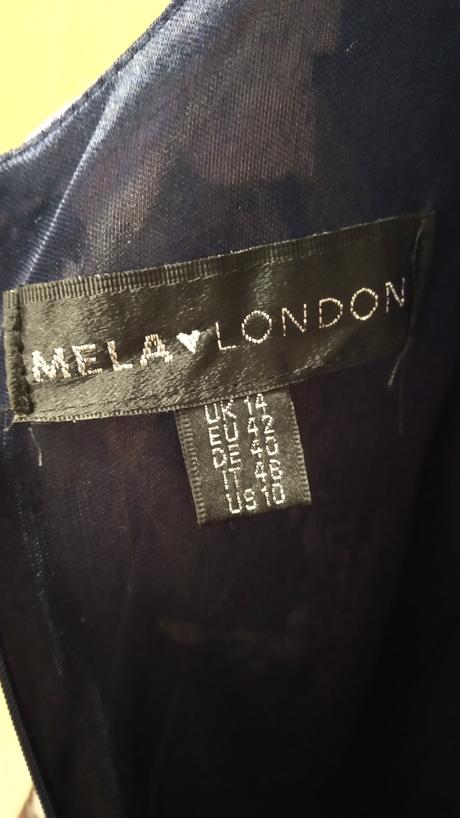 MELA♥LONDON
UK 14
EU 42
DE 40
IT 46
US 10